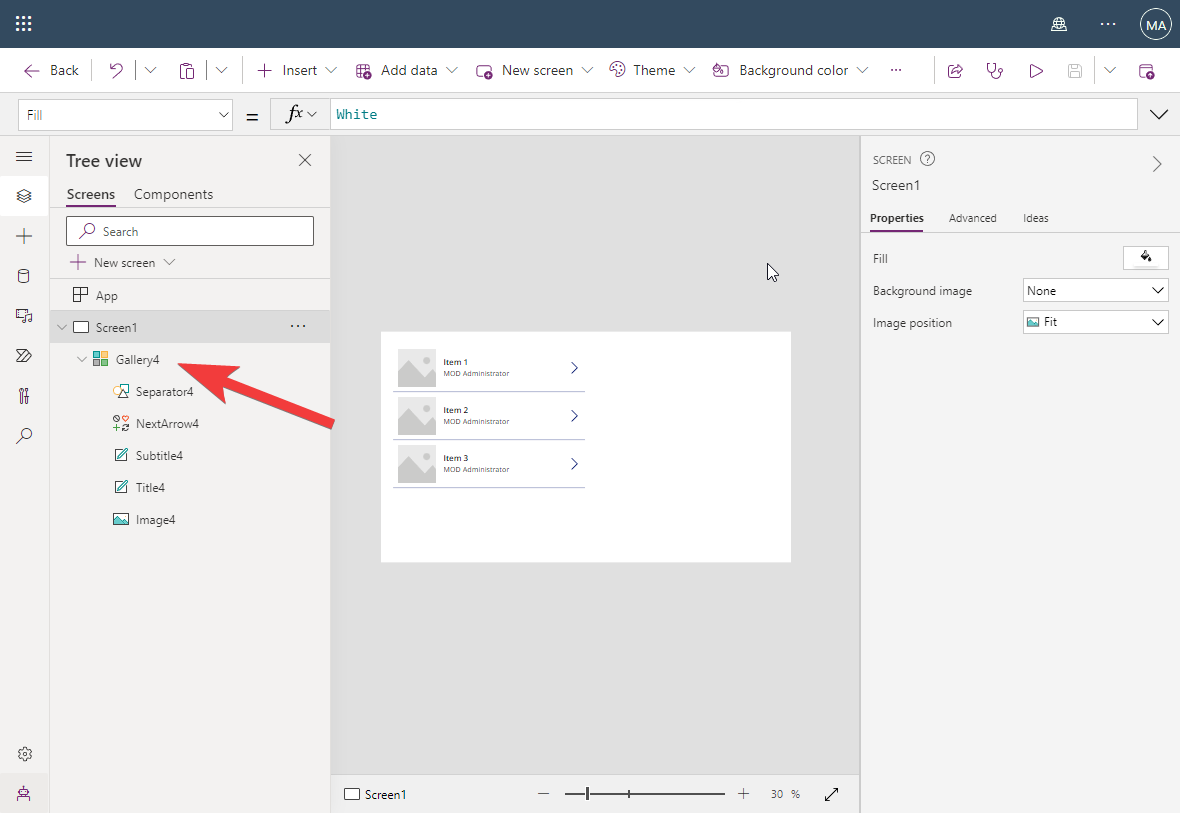 MA
Back
Insert
Add data
New screen
Theme
Background color
Fill
=
fx
White
Tree view
Screens
Components
Search
New screen
App
Screen1
Gallery4
Separator4
NextArrow4
Subtitle4
Title4
Image4
Item 1
MOD Administrator
Item 2
MOD Administrator
Item 3
MOD Administrator
Screen1
30 %
SCREEN
Screen1
Properties
Advanced
Ideas
Fill
Background image
None
Image position
Fit